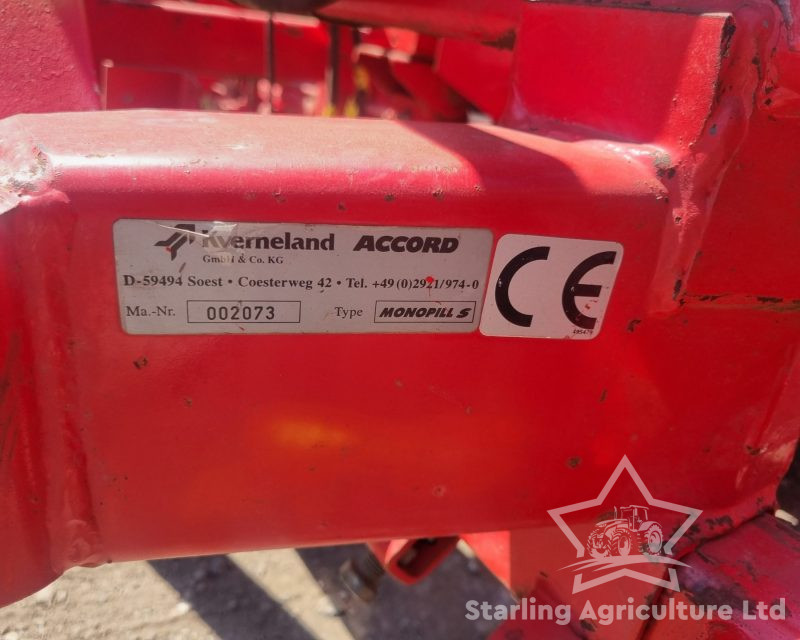 Kverneland ACCORD
GmbH & Co. KG
D-59494 Soest • Coesterweg 42 • Tel. +49 (0)2921/974-0
Ma.-Nr. 002073 Type MONOPILL S
CE
495479
Starling Agriculture Ltd